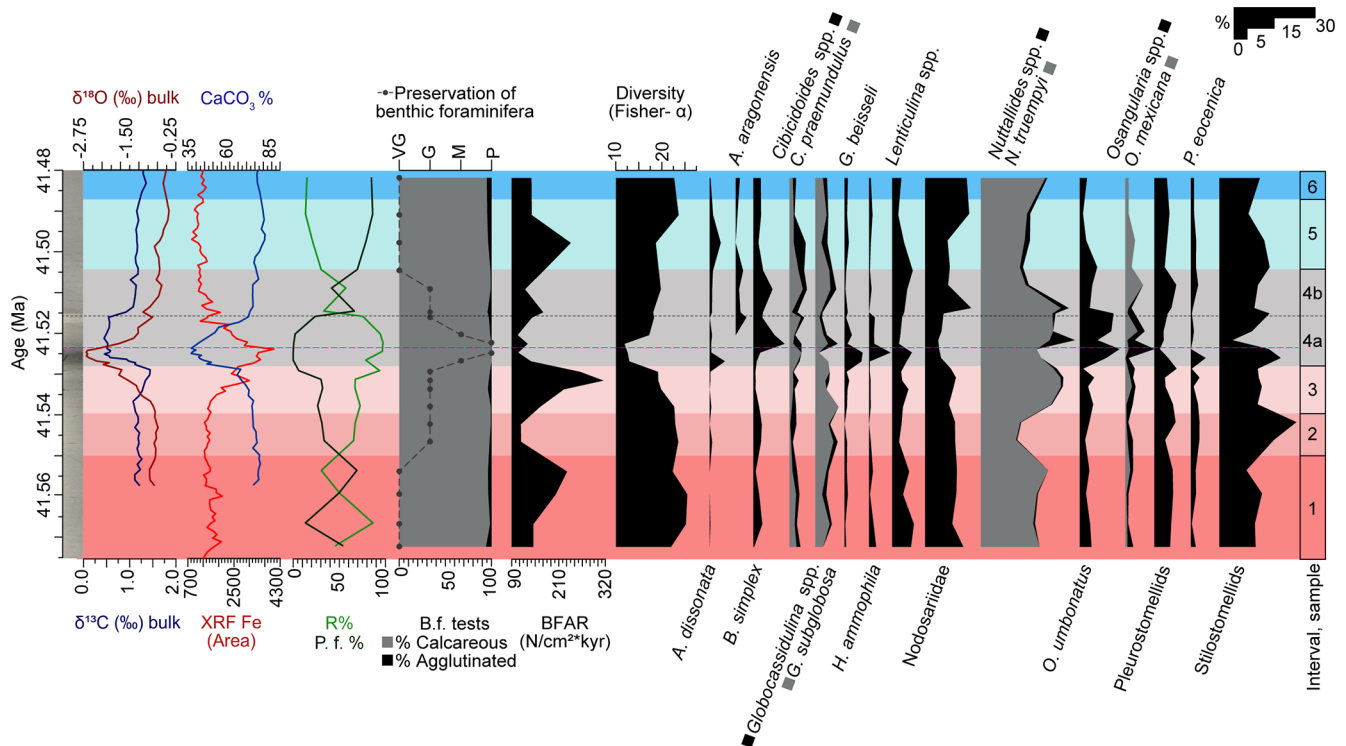 % 0 5 15 30
δ¹⁸O (‰) bulk
-2.75 -1.50 -0.25
CaCO₃ %
35 60 85
Preservation of
benthic foraminifera
VG G M P
Diversity
(Fisher- α)
10 20
A. aragonensis
Cibicidoides spp.
C. praemundulus
G. beisseli
Lenticulina spp.
Nuttallides spp.
N. truempyi
Osangularia spp.
O. mexicana
P. eocenica
Age (Ma)
41.48
41.50
41.52
41.53
41.54
41.56
6
5
4b
4a
3
2
1
Interval, sample
0.0 1.0 2.0
δ¹³C (‰) bulk
700 2500 4300
XRF Fe
(Area)
0 50 100
R%
P. f. %
0 50 100
B.f. tests
% Calcareous
% Agglutinated
90 210 320
BFAR
(N/cm²*kyr)
A. dissonata
B. simplex
Globocassidulina spp.
G. subglobosa
H. ammophila
Nodosariidae
O. umbonatus
Pleurostomellids
Stilostomellids